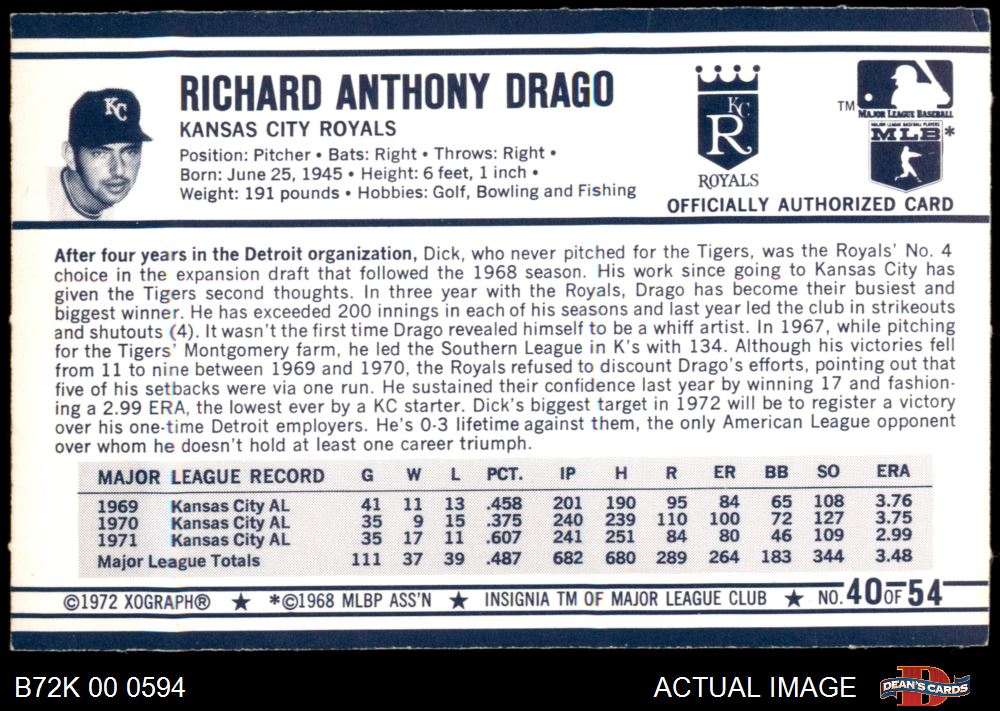 KC
RICHARD ANTHONY DRAGO
KANSAS CITY ROYALS
Position: Pitcher • Bats: Right • Throws: Right •
Born: June 25, 1945 • Height: 6 feet, 1 inch •
Weight: 191 pounds • Hobbies: Golf, Bowling and Fishing
KC
R
ROYALS
TM
MAJOR LEAGUE BASEBALL
MAJOR LEAGUE BASEBALL PLAYERS
MLB*
OFFICIALLY AUTHORIZED CARD
After four years in the Detroit organization, Dick, who never pitched for the Tigers, was the Royals' No. 4
choice in the expansion draft that followed the 1968 season. His work since going to Kansas City has
given the Tigers second thoughts. In three year with the Royals, Drago has become their busiest and
biggest winner. He has exceeded 200 innings in each of his seasons and last year led the club in strikeouts
and shutouts (4). It wasn't the first time Drago revealed himself to be a whiff artist. In 1967, while pitching
for the Tigers' Montgomery farm, he led the Southern League in K's with 134. Although his victories fell
from 11 to nine between 1969 and 1970, the Royals refused to discount Drago's efforts, pointing out that
five of his setbacks were via one run. He sustained their confidence last year by winning 17 and fashion-
ing a 2.99 ERA, the lowest ever by a KC starter. Dick's biggest target in 1972 will be to register a victory
over his one-time Detroit employers. He's 0-3 lifetime against them, the only American League opponent
over whom he doesn't hold at least one career triumph.
MAJOR LEAGUE RECORD G W L PCT. IP H R ER BB SO ERA
1969 Kansas City AL 41 11 13 .458 201 190 95 84 65 108 3.76
1970 Kansas City AL 35 9 15 .375 240 239 110 100 72 127 3.75
1971 Kansas City AL 35 17 11 .607 241 251 84 80 46 109 2.99
Major League Totals 111 37 39 .487 682 680 289 264 183 344 3.48
©1972 XOGRAPH® ★ *©1968 MLBP ASS'N ★ INSIGNIA TM OF MAJOR LEAGUE CLUB ★ NO. 40 OF 54
B72K 00 0594
ACTUAL IMAGE
D
DEAN'S CARDS